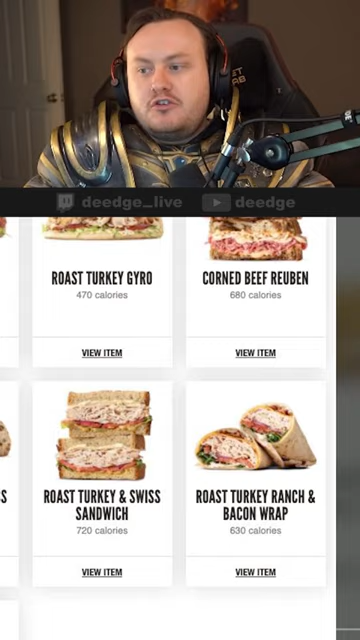 deedge_live
deedge
ROAST TURKEY GYRO
470 calories
VIEW ITEM
CORNED BEEF REUBEN
680 calories
VIEW ITEM
ROAST TURKEY & SWISS
SANDWICH
720 calories
VIEW ITEM
ROAST TURKEY RANCH &
BACON WRAP
630 calories
VIEW ITEM